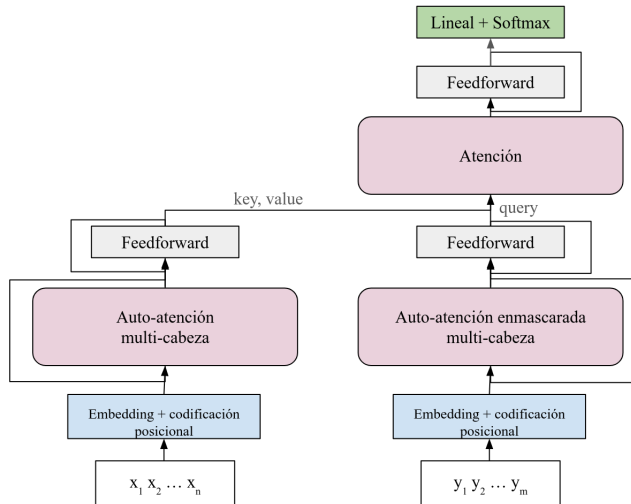 Lineal + Softmax
Feedforward
Atención
key, value
query
Feedforward
Feedforward
Auto-atención
multi-cabeza
Auto-atención enmascarada
multi-cabeza
Embedding + codificación
posicional
Embedding + codificación
posicional
x₁ x₂ … xₙ
y₁ y₂ … yₘ